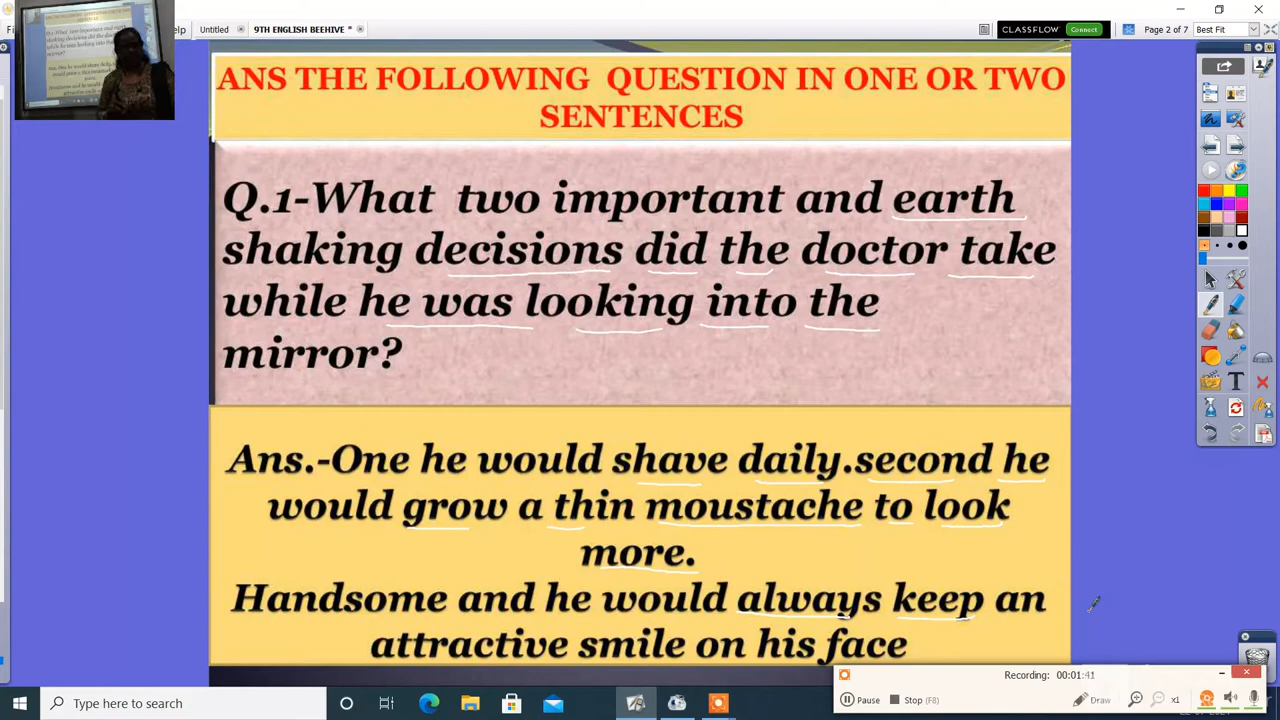 elp
Untitled
9TH ENGLISH BEEHIVE *
CLASSFLOW
Connect
Page 2 of 7
Best Fit
ANS THE FOLLOWING QUESTION IN ONE OR TWO
SENTENCES
Q.1-What two important and earth
shaking decisions did the doctor take
while he was looking into the
mirror?
Ans.-One he would shave daily.second he
would grow a thin moustache to look
more.
Handsome and he would always keep an
attractive smile on his face
Recording: 00:01:41
Pause
Stop (F8)
Draw
x1
Type here to search